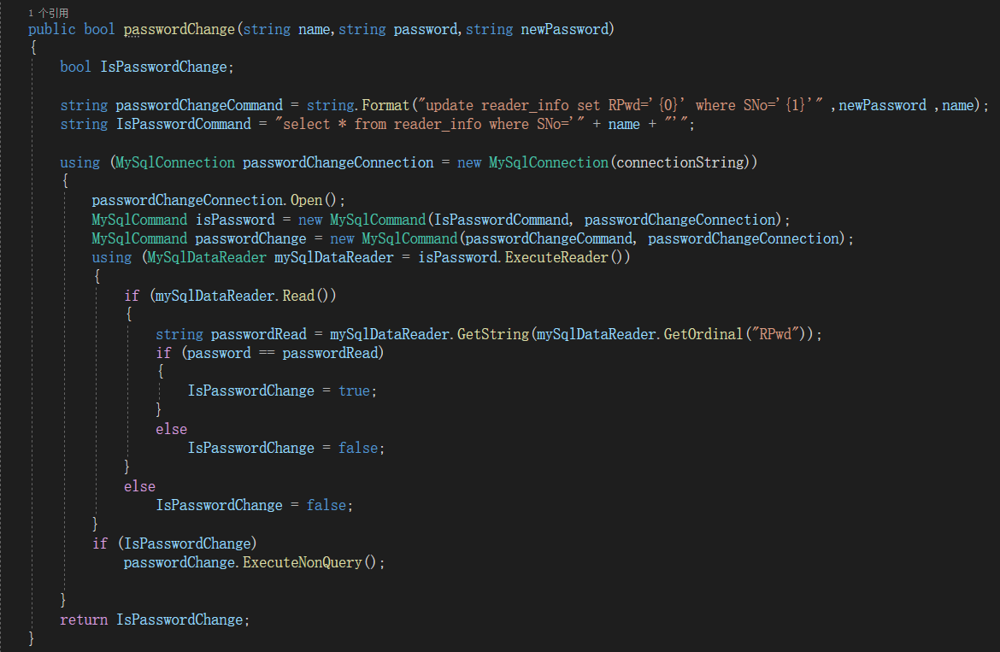 1 个引用
public bool passwordChange(string name,string password,string newPassword)
{
bool IsPasswordChange;
string passwordChangeCommand = string.Format("update reader_info set RPwd='{0}' where SNo='{1}'" ,newPassword ,name);
string IsPasswordCommand = "select * from reader_info where SNo='" + name + "'";
using (MySqlConnection passwordChangeConnection = new MySqlConnection(connectionString))
{
passwordChangeConnection.Open();
MySqlCommand isPassword = new MySqlCommand(IsPasswordCommand, passwordChangeConnection);
MySqlCommand passwordChange = new MySqlCommand(passwordChangeCommand, passwordChangeConnection);
using (MySqlDataReader mySqlDataReader = isPassword.ExecuteReader())
{
if (mySqlDataReader.Read())
{
string passwordRead = mySqlDataReader.GetString(mySqlDataReader.GetOrdinal("RPwd"));
if (password == passwordRead)
{
IsPasswordChange = true;
}
else
IsPasswordChange = false;
}
else
IsPasswordChange = false;
}
if (IsPasswordChange)
passwordChange.ExecuteNonQuery();
}
return IsPasswordChange;
}